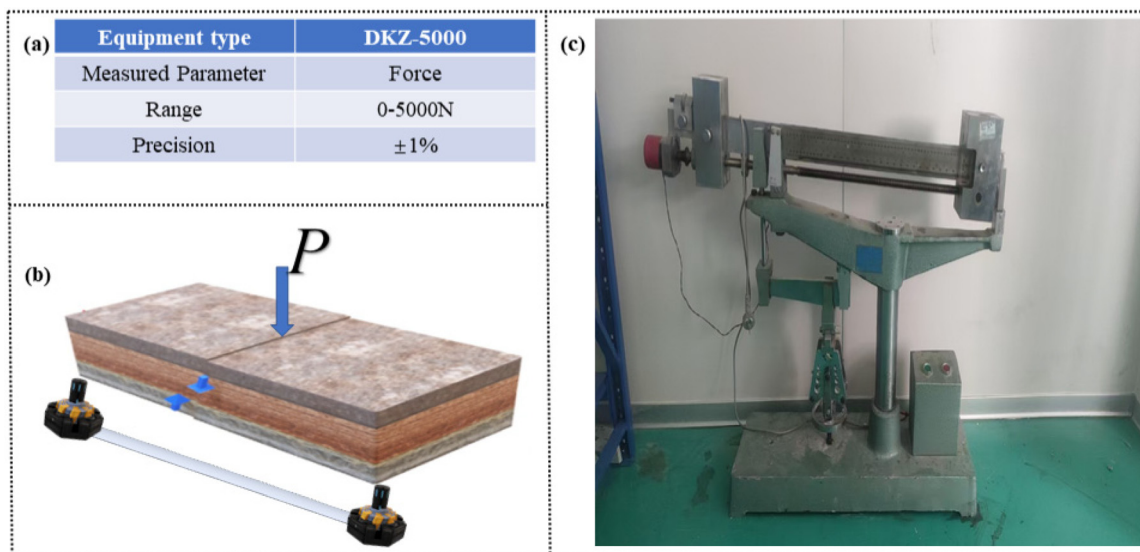 (a)
Equipment type DKZ-5000
Measured Parameter Force
Range 0-5000N
Precision ±1%
(b)
P
(c)